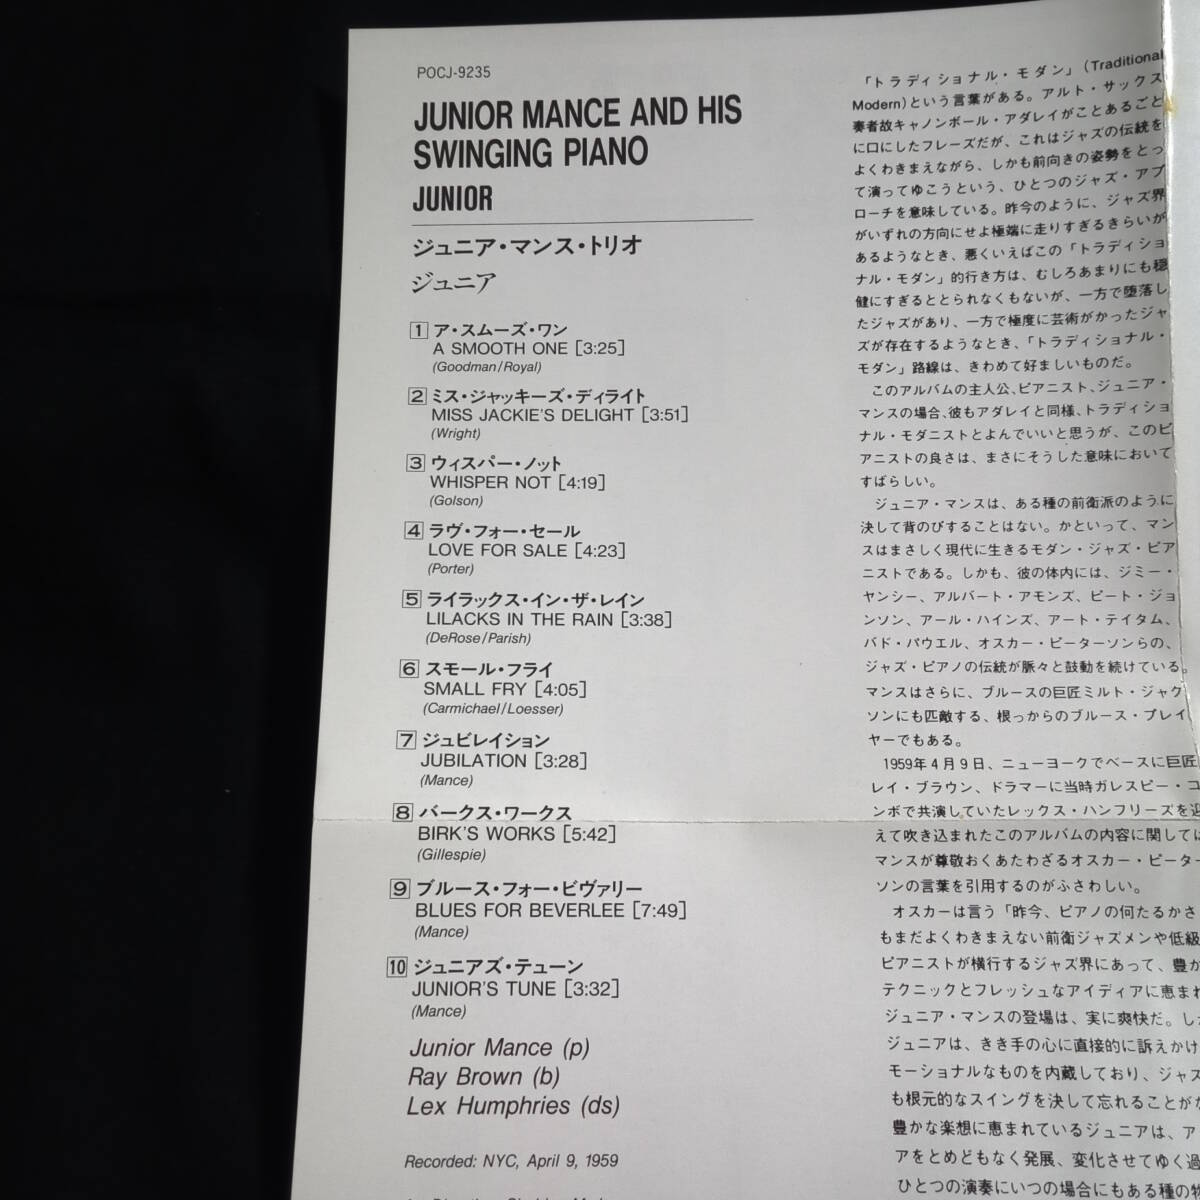 POCJ-9235
JUNIOR MANCE AND HIS
SWINGING PIANO
JUNIOR
ジュニア・マンス・トリオ
ジュニア
1 ア・スムーズ・ワン
A SMOOTH ONE [3:25]
(Goodman/Royal)
2 ミス・ジャッキーズ・ディライト
MISS JACKIE'S DELIGHT [3:51]
(Wright)
3 ウィスパー・ノット
WHISPER NOT [4:19]
(Golson)
4 ラヴ・フォー・セール
LOVE FOR SALE [4:23]
(Porter)
5 ライラックス・イン・ザ・レイン
LILACKS IN THE RAIN [3:38]
(DeRose/Parish)
6 スモール・フライ
SMALL FRY [4:05]
(Carmichael/Loesser)
7 ジュビレイション
JUBILATION [3:28]
(Mance)
8 バークス・ワークス
BIRK'S WORKS [5:42]
(Gillespie)
9 ブルース・フォー・ビヴァリー
BLUES FOR BEVERLEE [7:49]
(Mance)
10 ジュニアズ・テューン
JUNIOR'S TUNE [3:32]
(Mance)
Junior Mance (p)
Ray Brown (b)
Lex Humphries (ds)
Recorded: NYC, April 9, 1959
「トラディショナル・モダン」(Traditional
Modern)という言葉がある。アルト・サックス
奏者故キャノンボール・アダレイがことあるごと
に口にしたフレーズだが、これはジャズの伝統を
よくわきまえながら、しかも前向きの姿勢をとっ
て演ってゆこうという、ひとつのジャズ・アプ
ローチを意味している。昨今のように、ジャズ界
がいずれの方向にせよ極端に走りすぎるきらいが
あるようなとき、悪くいえばこの「トラディショ
ナル・モダン」的行き方は、むしろあまりにも穏
健にすぎるととられなくもないが、一方で堕落し
たジャズがあり、一方で極度に芸術がかったジャ
ズが存在するようなとき、「トラディショナル・
モダン」路線は、きわめて好ましいものだ。
このアルバムの主人公、ピアニスト、ジュニア・
マンスの場合、彼もアダレイと同様、トラディショ
ナル・モダニストとよんでいいと思うが、このピ
アニストの良さは、まさにそうした意味において
すばらしい。
ジュニア・マンスは、ある種の前衛派のように
決して背のびすることはない。かといって、マン
スはまさしく現代に生きるモダン・ジャズ・ピア
ニストである。しかも、彼の体内には、ジミー・
ヤンシー、アルバート・アモンズ、ピート・ジョ
ンソン、アール・ハインズ、アート・テイタム、
バド・パウエル、オスカー・ピーターソンらの、
ジャズ・ピアノの伝統が脈々と鼓動を続けている。
マンスはさらに、ブルースの巨匠ミルト・ジャク
ソンにも匹敵する、根っからのブルース・プレイ
ヤーでもある。
1959年4月9日、ニューヨークでベースに巨匠
レイ・ブラウン、ドラマーに当時ガレスピー・コ
ンボで共演していたレックス・ハンフリーズを迎
えて吹き込まれたこのアルバムの内容に関しては
マンスが尊敬おくあたわざるオスカー・ピーター
ソンの言葉を引用するのがふさわしい。
オスカーは言う「昨今、ピアノの何たるかさ
もまだよくわきまえない前衛ジャズメンや低級
ピアニストが横行するジャズ界にあって、豊か
テクニックとフレッシュなアイディアに恵まれ
ジュニア・マンスの登場は、実に爽快だ。し
ジュニアは、きき手の心に直接的に訴えかけ
モーショナルなものを内蔵しており、ジャズ
も根元的なスイングを決して忘れることが
豊かな楽想に恵まれているジュニアは、ア
アをとめどもなく発展、変化させてゆく過
ひとつの演奏にいつの場合にもある種の